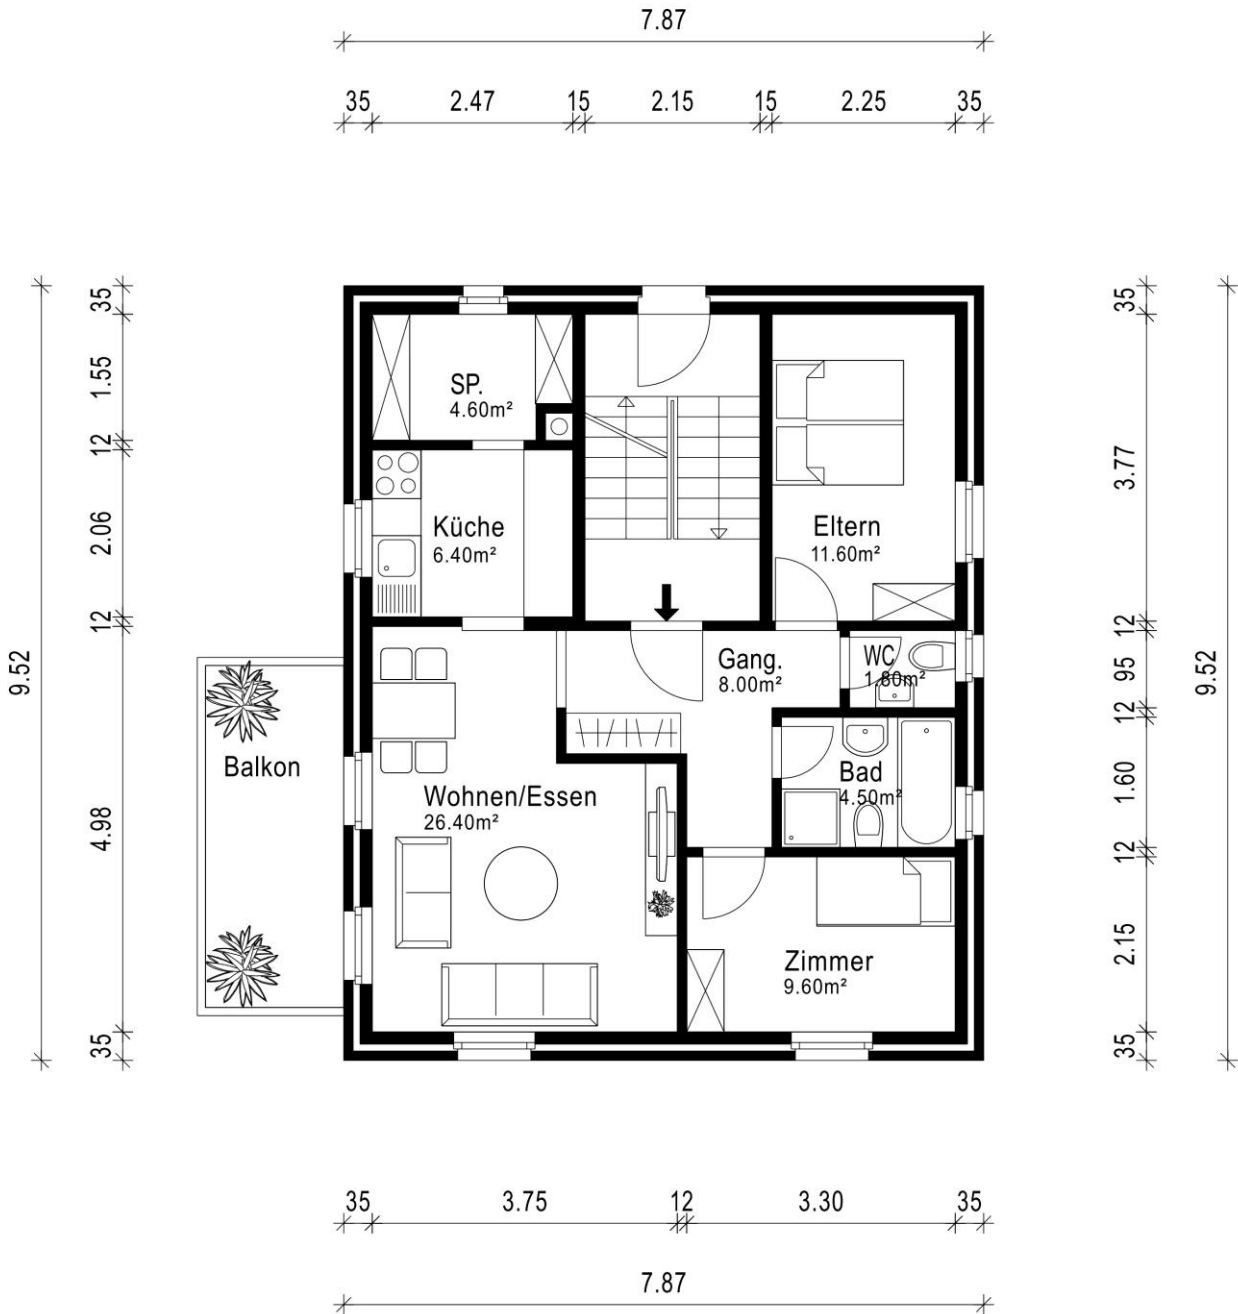 7.87
35 2.47 15 2.15 15 2.25 35
35
1.55
12
2.06
12
4.98
35
9.52
SP.
4.60m²
Küche
6.40m²
Eltern
11.60m²
Gang.
8.00m²
WC
1.80m²
Balkon
Wohnen/Essen
26.40m²
Bad
4.50m²
Zimmer
9.60m²
35
3.77
12
95
12
1.60
12
2.15
35
9.52
35 3.75 12 3.30 35
7.87